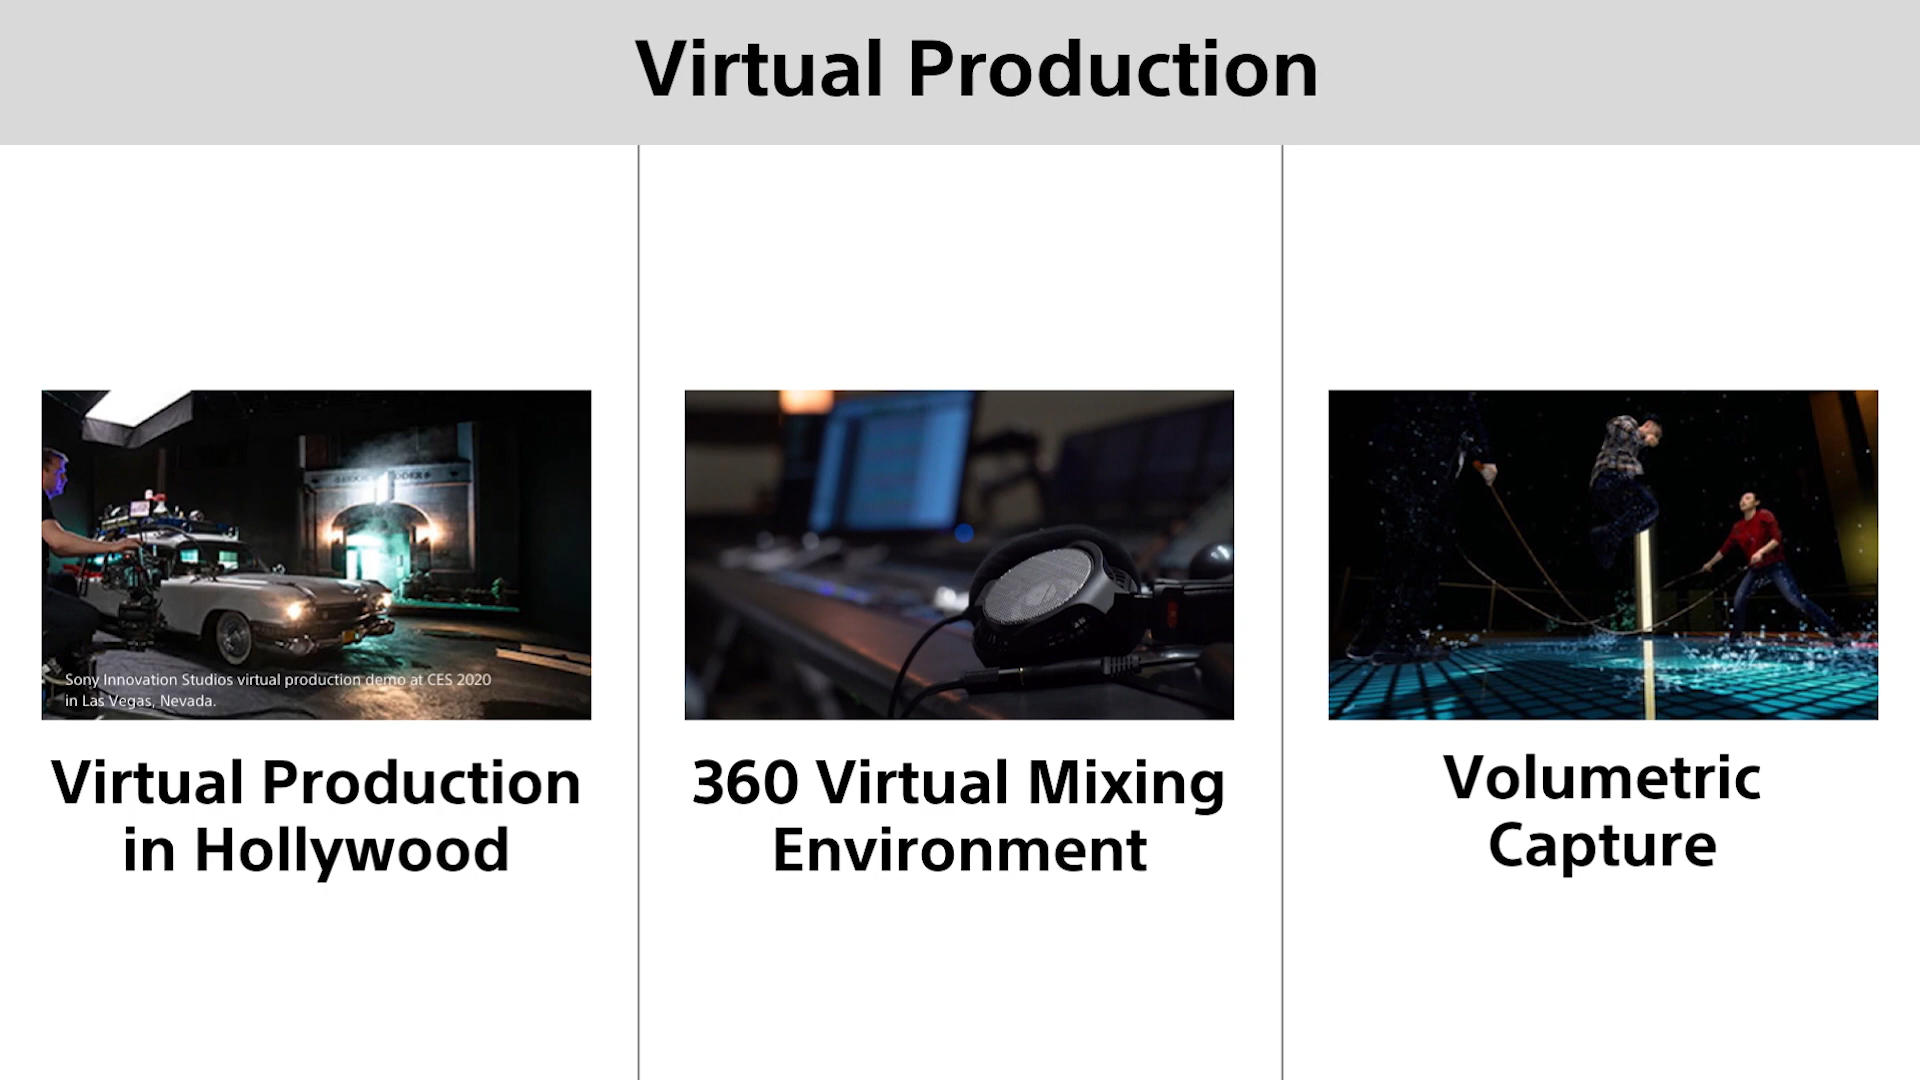 Virtual Production
Sony Innovation Studios virtual production demo at CES 2020
in Las Vegas, Nevada.
Virtual Production
in Hollywood
360 Virtual Mixing
Environment
Volumetric
Capture